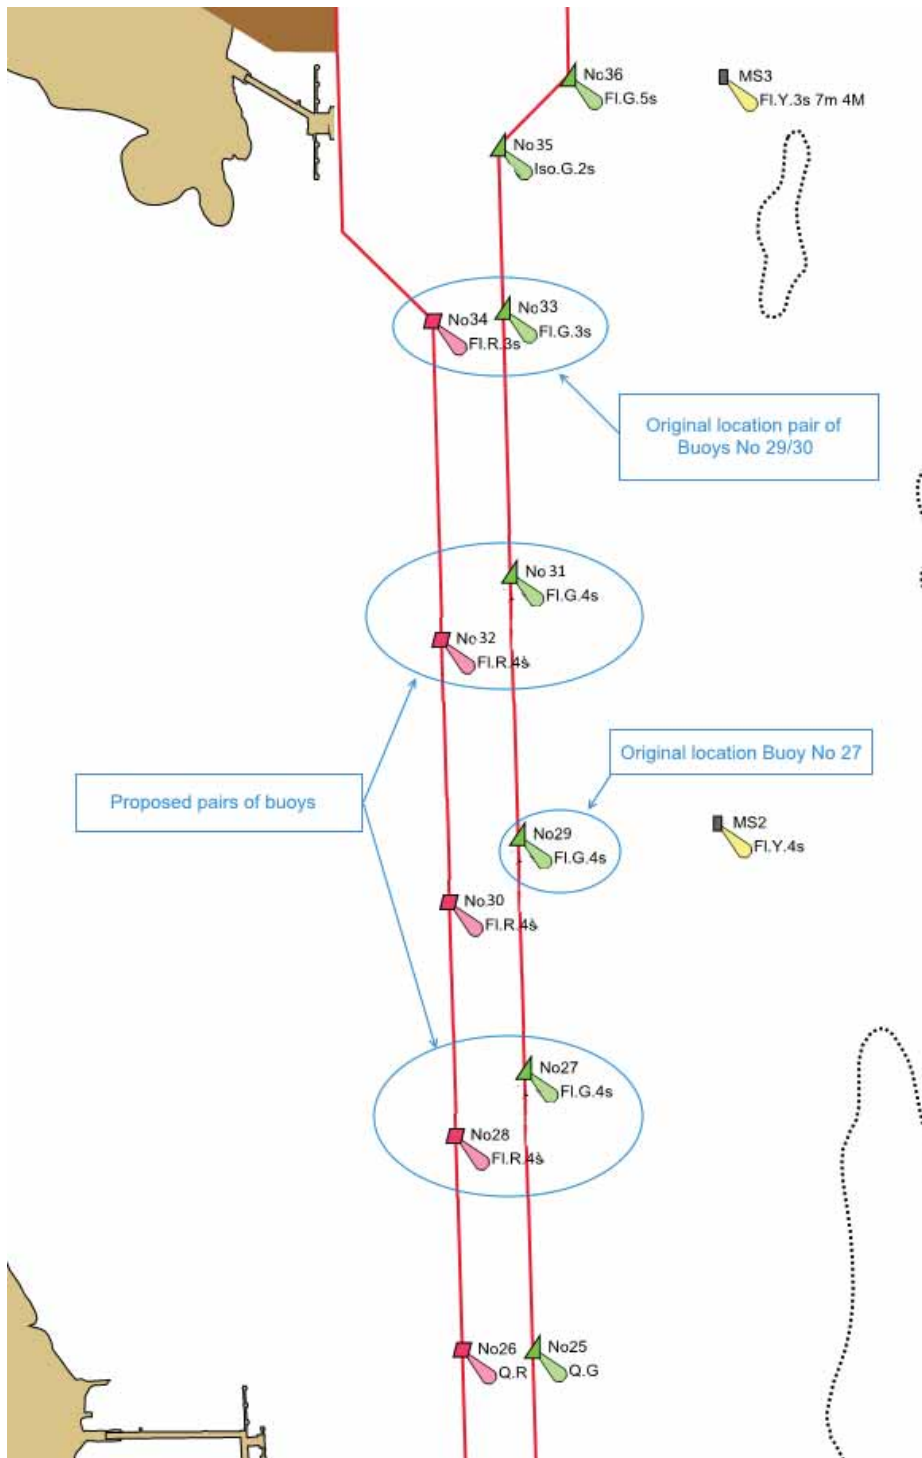 No36
Fl.G.5s
MS3
Fl.Y.3s 7m 4M
No35
Iso.G.2s
No33
Fl.G.3s
No34
Fl.R.3s
Original location pair of
Buoys No 29/30
No31
Fl.G.4s
No32
Fl.R.4s
Original location Buoy No 27
Proposed pairs of buoys
MS2
Fl.Y.4s
No29
Fl.G.4s
No30
Fl.R.4s
No27
Fl.G.4s
No28
Fl.R.4s
No26
Q.R
No25
Q.G